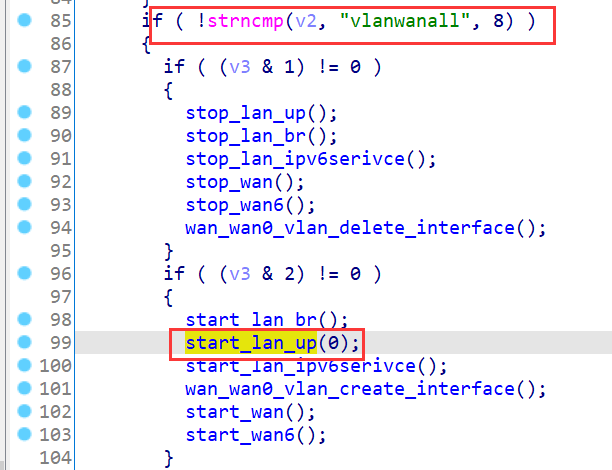 84 }
85 if ( !strncmp(v2, "vlanwanall", 8) )
86 {
87 if ( (v3 & 1) != 0 )
88 {
89 stop_lan_up();
90 stop_lan_br();
91 stop_lan_ipv6serivce();
92 stop_wan();
93 stop_wan6();
94 wan_wan0_vlan_delete_interface();
95 }
96 if ( (v3 & 2) != 0 )
97 {
98 start_lan_br();
99 start_lan_up(0);
100 start_lan_ipv6serivce();
101 wan_wan0_vlan_create_interface();
102 start_wan();
103 start_wan6();
104 }